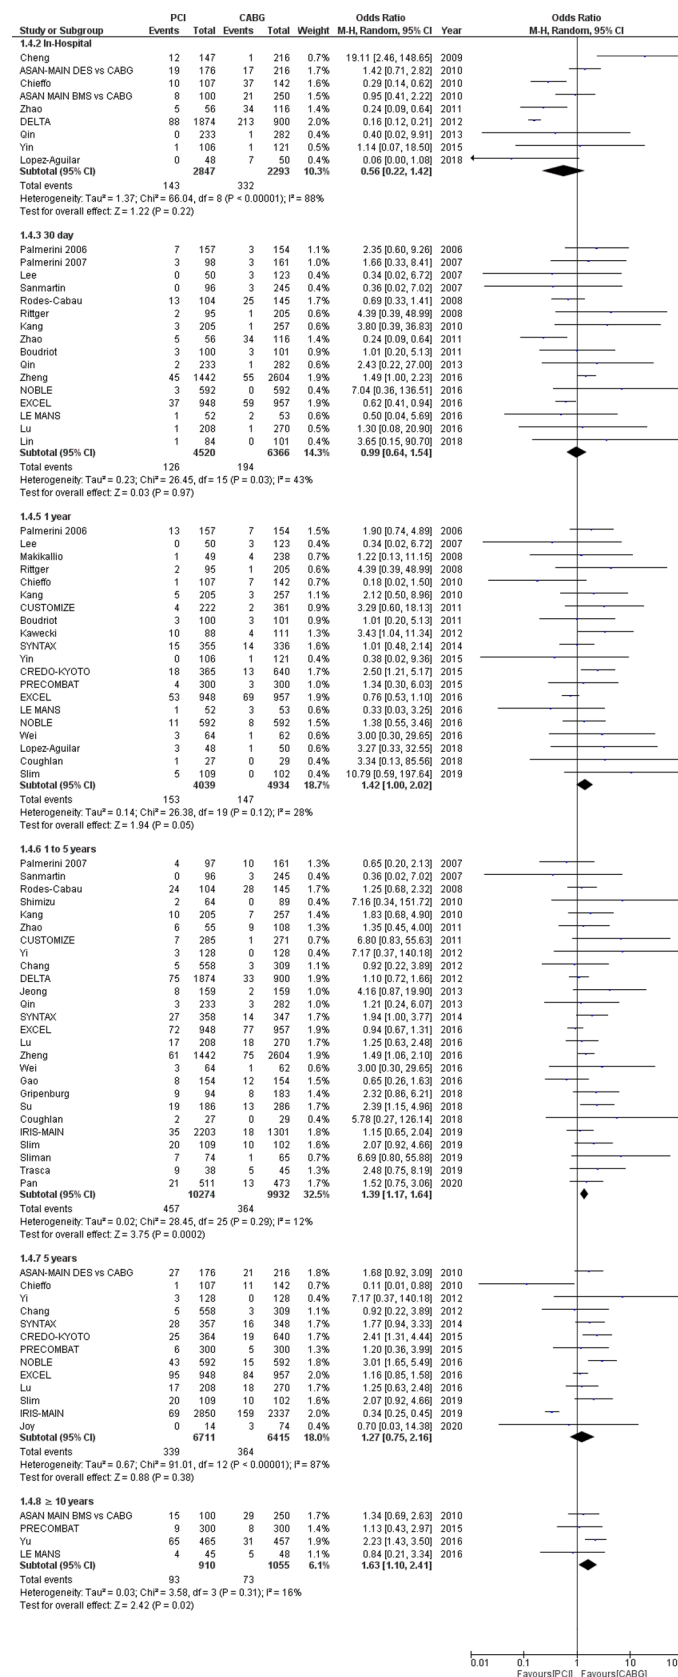 PCI CABG Odds Ratio Odds Ratio
Study or Subgroup Events Total Events Total Weight M-H, Random, 95% CI Year M-H, Random, 95% CI
1.4.2 In-Hospital
Cheng 12 147 1 216 0.7% 19.11 [2.46, 148.65] 2009
ASAN-MAIN DES vs CABG 19 176 17 216 1.7% 1.42 [0.71, 2.82] 2010
Chieffo 10 107 37 142 1.6% 0.29 [0.14, 0.62] 2010
ASAN MAIN BMS vs CABG 8 100 21 250 1.5% 0.95 [0.41, 2.22] 2010
Zhao 5 56 34 116 1.4% 0.24 [0.09, 0.64] 2011
DELTA 88 1874 213 900 2.2% 0.16 [0.12, 0.21] 2012
Qin 0 233 1 282 0.3% 0.40 [0.02, 9.91] 2013
Yin 1 106 1 121 0.4% 1.14 [0.07, 18.50] 2015
Lopez-Aguilar 0 48 7 50 0.4% 0.06 [0.00, 1.08] 2018
Subtotal (95% CI) 2847 2293 10.3% 0.56 [0.22, 1.42]
Total events 143 332
Heterogeneity: Tau² = 1.37; Chi² = 66.04, df = 8 (P < 0.00001); I² = 88%
Test for overall effect: Z = 1.22 (P = 0.22)
1.4.3 30 day
Palmerini 2006 7 157 3 154 1.1% 2.35 [0.60, 9.26] 2006
Palmerini 2007 3 98 3 161 0.9% 1.66 [0.33, 8.41] 2007
Lee 0 50 3 123 0.4% 0.34 [0.02, 6.72] 2007
Sanmartin 0 96 3 245 0.4% 0.36 [0.02, 7.02] 2007
Rodes-Cabau 13 104 25 145 1.6% 0.69 [0.33, 1.41] 2008
Rittger 2 95 1 205 0.5% 4.39 [0.39, 48.99] 2008
Kang 3 205 1 257 0.6% 3.80 [0.39, 36.83] 2010
Zhao 5 56 34 116 1.4% 0.24 [0.09, 0.64] 2011
Boudriot 3 100 3 101 0.9% 1.01 [0.20, 5.13] 2011
Qin 2 233 1 282 0.5% 2.43 [0.22, 27.00] 2013
Zheng 45 1442 55 2604 2.1% 1.49 [1.00, 2.23] 2016
NOBLE 3 592 0 592 0.4% 7.04 [0.36, 136.51] 2016
EXCEL 37 948 59 957 2.0% 0.62 [0.41, 0.94] 2016
LE MANS 1 52 2 53 0.5% 0.50 [0.04, 5.69] 2016
Lu 1 208 1 270 0.4% 1.30 [0.08, 20.90] 2016
Lin 1 84 0 101 0.3% 3.65 [0.15, 90.70] 2018
Subtotal (95% CI) 4520 6366 14.3% 0.99 [0.64, 1.54]
Total events 126 194
Heterogeneity: Tau² = 0.23; Chi² = 26.45, df = 15 (P = 0.03); I² = 43%
Test for overall effect: Z = 0.03 (P = 0.97)
1.4.5 1 year
Palmerini 2006 13 157 7 154 1.5% 1.90 [0.74, 4.89] 2006
Lee 0 50 3 123 0.4% 0.34 [0.02, 6.72] 2007
Makikallio 1 49 4 238 0.6% 1.22 [0.13, 11.15] 2008
Rittger 2 95 1 205 0.5% 4.39 [0.39, 48.99] 2008
Chieffo 1 107 7 142 0.6% 0.18 [0.02, 1.50] 2010
Kang 5 205 3 257 1.0% 2.12 [0.50, 8.96] 2010
CUSTOMIZE 4 222 2 361 0.8% 3.29 [0.60, 18.13] 2011
Boudriot 3 100 3 101 0.9% 1.01 [0.20, 5.13] 2011
Kawecki 10 88 4 111 1.2% 3.43 [1.04, 11.34] 2012
SYNTAX 15 355 14 336 1.6% 1.01 [0.48, 2.14] 2014
Yin 0 106 1 121 0.3% 0.38 [0.02, 9.36] 2015
CREDO-KYOTO 18 365 13 640 1.7% 2.50 [1.21, 5.17] 2015
PRECOMBAT 4 300 3 300 0.9% 1.34 [0.30, 6.03] 2015
EXCEL 53 948 69 957 2.1% 0.76 [0.53, 1.10] 2016
LE MANS 1 52 3 53 0.5% 0.33 [0.03, 3.25] 2016
NOBLE 11 592 8 592 1.5% 1.38 [0.55, 3.46] 2016
Wei 3 64 1 62 0.5% 3.00 [0.30, 29.65] 2016
Lopez-Aguilar 3 48 1 50 0.5% 3.27 [0.33, 32.55] 2018
Coughlan 1 27 0 29 0.3% 3.34 [0.13, 85.56] 2018
Slim 5 109 0 102 0.4% 10.79 [0.59, 197.64] 2019
Subtotal (95% CI) 4039 4934 18.7% 1.42 [1.00, 2.02]
Total events 153 147
Heterogeneity: Tau² = 0.14; Chi² = 26.38, df = 19 (P = 0.12); I² = 28%
Test for overall effect: Z = 1.94 (P = 0.05)
1.4.6 1 to 5 years
Palmerini 2007 4 97 10 161 1.3% 0.65 [0.20, 2.13] 2007
Sanmartin 0 96 3 245 0.4% 0.36 [0.02, 7.02] 2007
Rodes-Cabau 24 104 28 145 1.7% 1.25 [0.68, 2.32] 2008
Shimizu 2 64 0 89 0.4% 7.16 [0.34, 151.72] 2010
Kang 10 205 7 257 1.4% 1.83 [0.68, 4.90] 2010
Zhao 6 55 9 108 1.3% 1.35 [0.45, 4.00] 2011
CUSTOMIZE 7 285 1 271 0.6% 6.80 [0.83, 55.63] 2011
Yi 3 128 0 128 0.4% 7.17 [0.37, 140.18] 2012
Chang 5 558 3 309 1.0% 0.92 [0.22, 3.89] 2012
DELTA 75 1874 33 900 2.0% 1.10 [0.72, 1.66] 2012
Jeong 8 159 2 159 0.9% 4.16 [0.87, 19.90] 2013
Qin 3 233 3 282 0.9% 1.21 [0.24, 6.07] 2013
SYNTAX 27 358 14 347 1.8% 1.94 [1.00, 3.77] 2014
EXCEL 72 948 77 957 2.1% 0.94 [0.67, 1.31] 2016
Lu 17 208 18 270 1.7% 1.25 [0.63, 2.48] 2016
Zheng 61 1442 75 2604 2.1% 1.49 [1.06, 2.10] 2016
Wei 3 64 1 62 0.5% 3.00 [0.30, 29.65] 2016
Gao 8 154 12 154 1.5% 0.65 [0.26, 1.63] 2016
Gripenburg 9 94 8 183 1.4% 2.32 [0.86, 6.21] 2018
Su 19 186 13 286 1.7% 2.39 [1.15, 4.96] 2018
Coughlan 2 27 0 29 0.3% 5.78 [0.27, 126.14] 2018
IRIS-MAIN 35 2203 18 1301 1.8% 1.15 [0.65, 2.04] 2019
Slim 20 109 10 102 1.6% 2.07 [0.92, 4.66] 2019
Sliman 7 74 1 65 0.6% 6.69 [0.80, 55.88] 2019
Trasca 9 38 5 45 1.2% 2.48 [0.75, 8.19] 2019
Pan 21 511 13 473 1.7% 1.52 [0.75, 3.06] 2020
Subtotal (95% CI) 10274 9932 32.5% 1.39 [1.17, 1.64]
Total events 457 364
Heterogeneity: Tau² = 0.02; Chi² = 28.45, df = 25 (P = 0.29); I² = 12%
Test for overall effect: Z = 3.75 (P = 0.0002)
1.4.7 5 years
ASAN-MAIN DES vs CABG 27 176 21 216 1.8% 1.68 [0.92, 3.09] 2010
Chieffo 1 107 11 142 0.7% 0.11 [0.01, 0.88] 2010
Yi 3 128 0 128 0.4% 7.17 [0.37, 140.18] 2012
Chang 5 558 3 309 1.0% 0.92 [0.22, 3.89] 2012
SYNTAX 28 357 16 348 1.8% 1.77 [0.94, 3.33] 2014
CREDO-KYOTO 25 364 19 640 1.8% 2.41 [1.31, 4.44] 2015
PRECOMBAT 6 300 5 300 1.2% 1.20 [0.36, 3.99] 2015
NOBLE 43 592 15 592 1.8% 3.01 [1.65, 5.49] 2016
EXCEL 95 948 84 957 2.1% 1.16 [0.85, 1.58] 2016
Lu 17 208 18 270 1.7% 1.25 [0.63, 2.48] 2016
Slim 20 109 10 102 1.6% 2.07 [0.92, 4.66] 2019
IRIS-MAIN 69 2850 159 2337 2.1% 0.34 [0.25, 0.45] 2019
Joy 0 14 3 74 0.4% 0.70 [0.03, 14.38] 2020
Subtotal (95% CI) 6711 6415 18.0% 1.27 [0.75, 2.16]
Total events 339 364
Heterogeneity: Tau² = 0.67; Chi² = 91.01, df = 12 (P < 0.00001); I² = 87%
Test for overall effect: Z = 0.88 (P = 0.38)
1.4.8 ≥ 10 years
ASAN MAIN BMS vs CABG 15 100 29 250 1.7% 1.34 [0.69, 2.63] 2010
PRECOMBAT 9 300 8 300 1.4% 1.13 [0.43, 2.97] 2015
Yu 65 465 31 457 2.0% 2.23 [1.43, 3.50] 2016
LE MANS 4 45 5 48 1.1% 0.84 [0.21, 3.34] 2016
Subtotal (95% CI) 910 1055 6.1% 1.63 [1.10, 2.41]
Total events 93 73
Heterogeneity: Tau² = 0.03; Chi² = 3.58, df = 3 (P = 0.31); I² = 16%
Test for overall effect: Z = 2.42 (P = 0.02)
0.01 0.1 1 10
Favours[PCI] Favours[CABG]